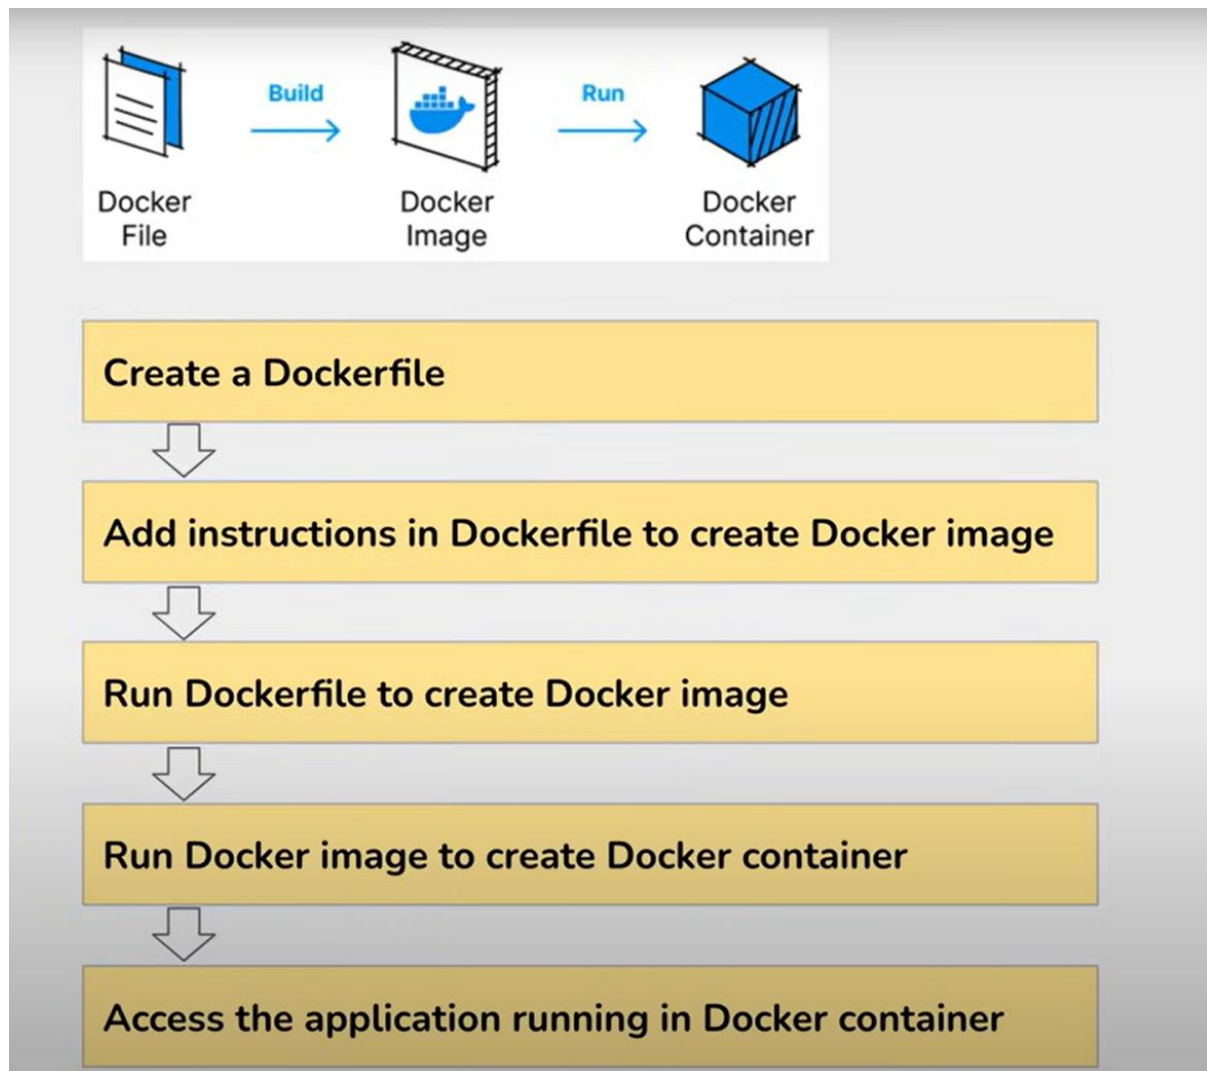 Build
Run
Docker
File
Docker
Image
Docker
Container
Create a Dockerfile
Add instructions in Dockerfile to create Docker image
Run Dockerfile to create Docker image
Run Docker image to create Docker container
Access the application running in Docker container